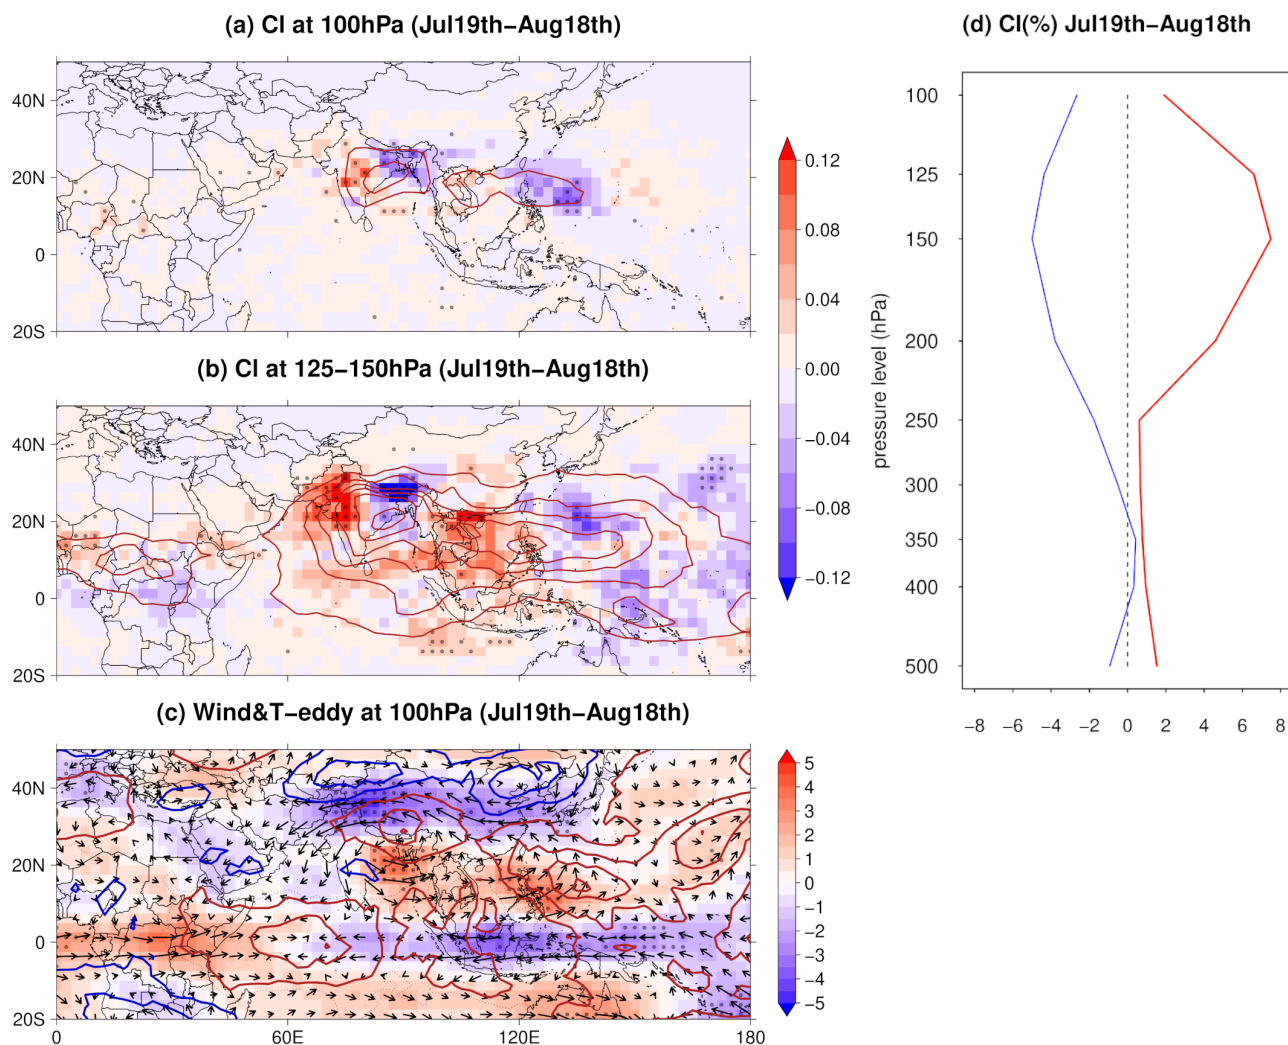 (a) CI at 100hPa (Jul19th−Aug18th)
40N
20N
0
20S
(b) CI at 125−150hPa (Jul19th−Aug18th)
40N
20N
0
20S
0.12
0.08
0.04
0.00
−0.04
−0.08
−0.12
(c) Wind&T−eddy at 100hPa (Jul19th−Aug18th)
40N
20N
0
20S
0
60E
120E
180
5
4
3
2
1
0
−1
−2
−3
−4
−5
(d) CI(%) Jul19th−Aug18th
pressure level (hPa)
100
125
150
200
250
300
350
400
500
−8
−6
−4
−2
0
2
4
6
8